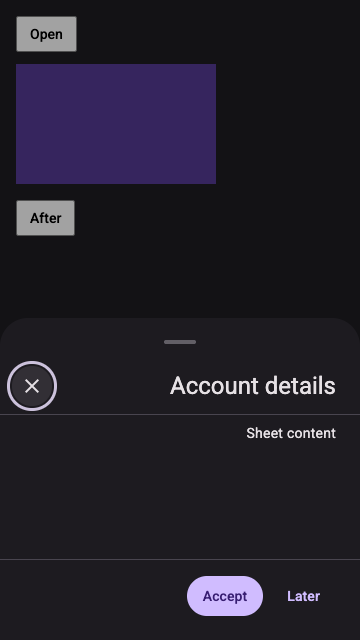 Open
After
Account details
Sheet content
Accept
Later